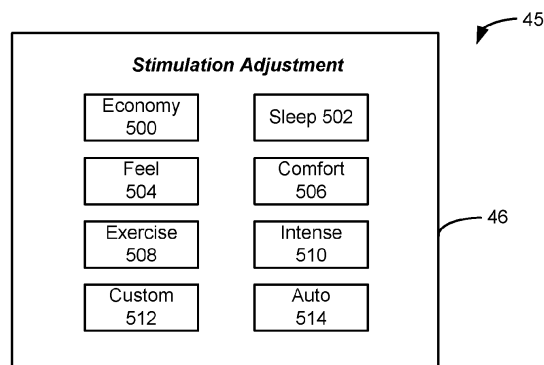 45
Stimulation Adjustment
Economy
500
Sleep 502
Feel
504
Comfort
506
46
Exercise
508
Intense
510
Custom
512
Auto
514